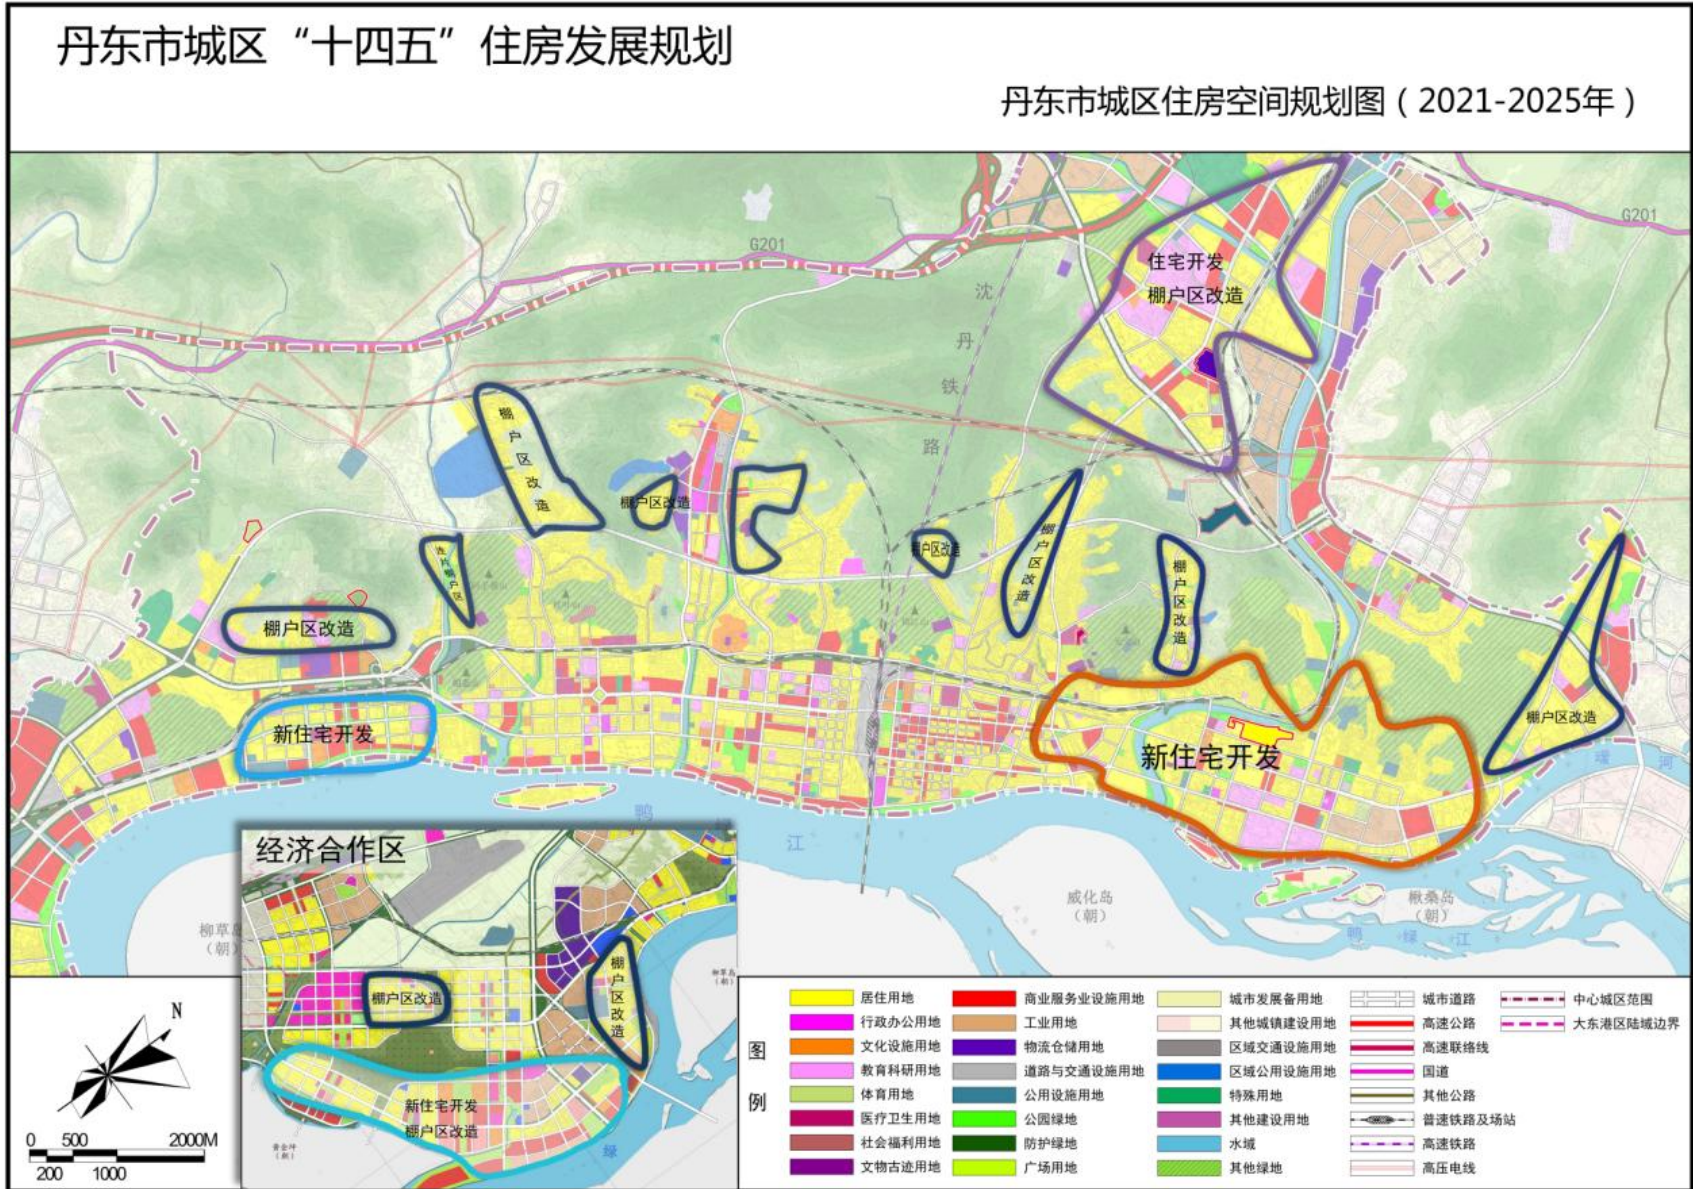 丹东市城区“十四五”住房发展规划
丹东市城区住房空间规划图（2021-2025年）
G201
G201
沈
丹
铁
路
住宅开发
棚户区改造
棚户区改造
棚户区改造
棚户区改造
棚户区改造
棚户区改造
棚户区改造
棚户区改造
新住宅开发
新住宅开发
棚户区改造
鸭
江
河
威化岛
（朝）
楸桑岛
（朝）
鸭 绿 江
柳草岛
（朝）
经济合作区
棚户区改造
棚户区改造
新住宅开发
棚户区改造
柳草岛
（朝）
黄金坪
（朝）
绿
N
0 500 2000M
200 1000
图
例
居住用地
行政办公用地
文化设施用地
教育科研用地
体育用地
医疗卫生用地
社会福利用地
文物古迹用地
商业服务业设施用地
工业用地
物流仓储用地
道路与交通设施用地
公用设施用地
公园绿地
防护绿地
广场用地
城市发展备用地
其他城镇建设用地
区域交通设施用地
区域公用设施用地
特殊用地
其他建设用地
水域
其他绿地
城市道路
高速公路
高速联络线
国道
其他公路
普速铁路及场站
高速铁路
高压电线
中心城区范围
大东港区陆域边界